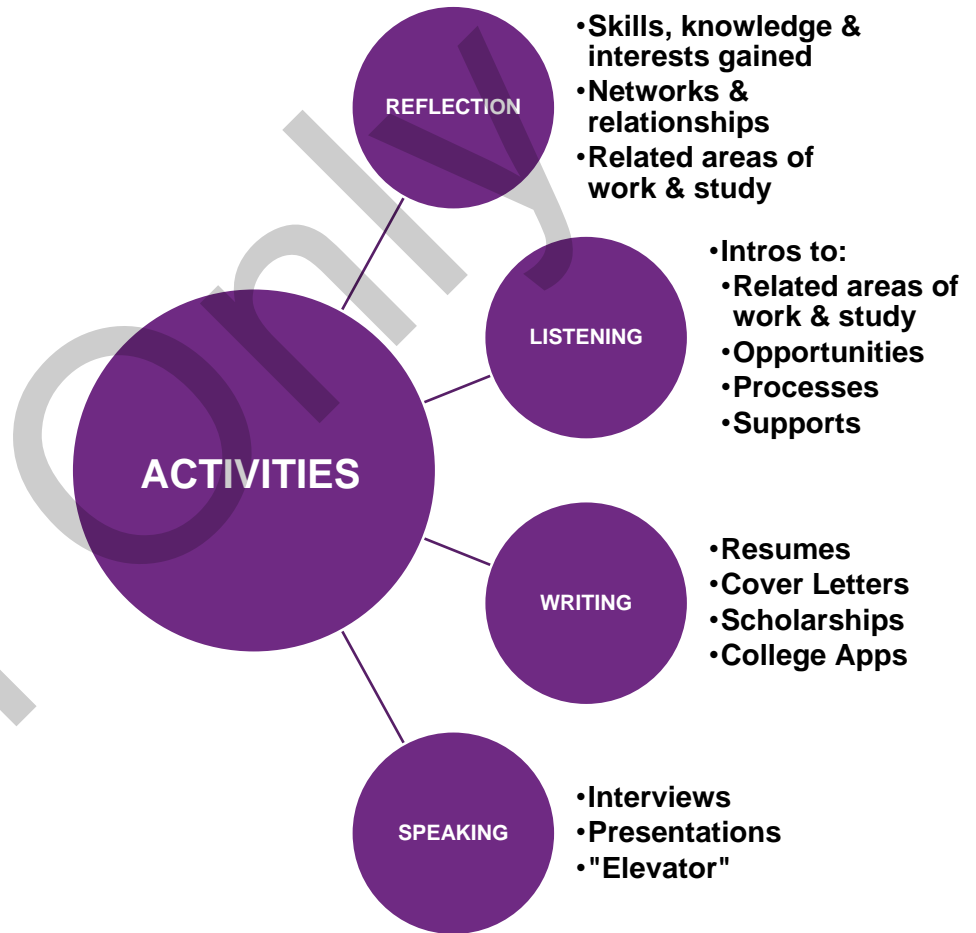 •Skills, knowledge &
interests gained
•Networks &
relationships
•Related areas of
work & study
REFLECTION
•Intros to:
•Related areas of
work & study
•Opportunities
•Processes
•Supports
LISTENING
ACTIVITIES
•Resumes
•Cover Letters
•Scholarships
•College Apps
WRITING
•Interviews
•Presentations
•"Elevator"
SPEAKING
Only